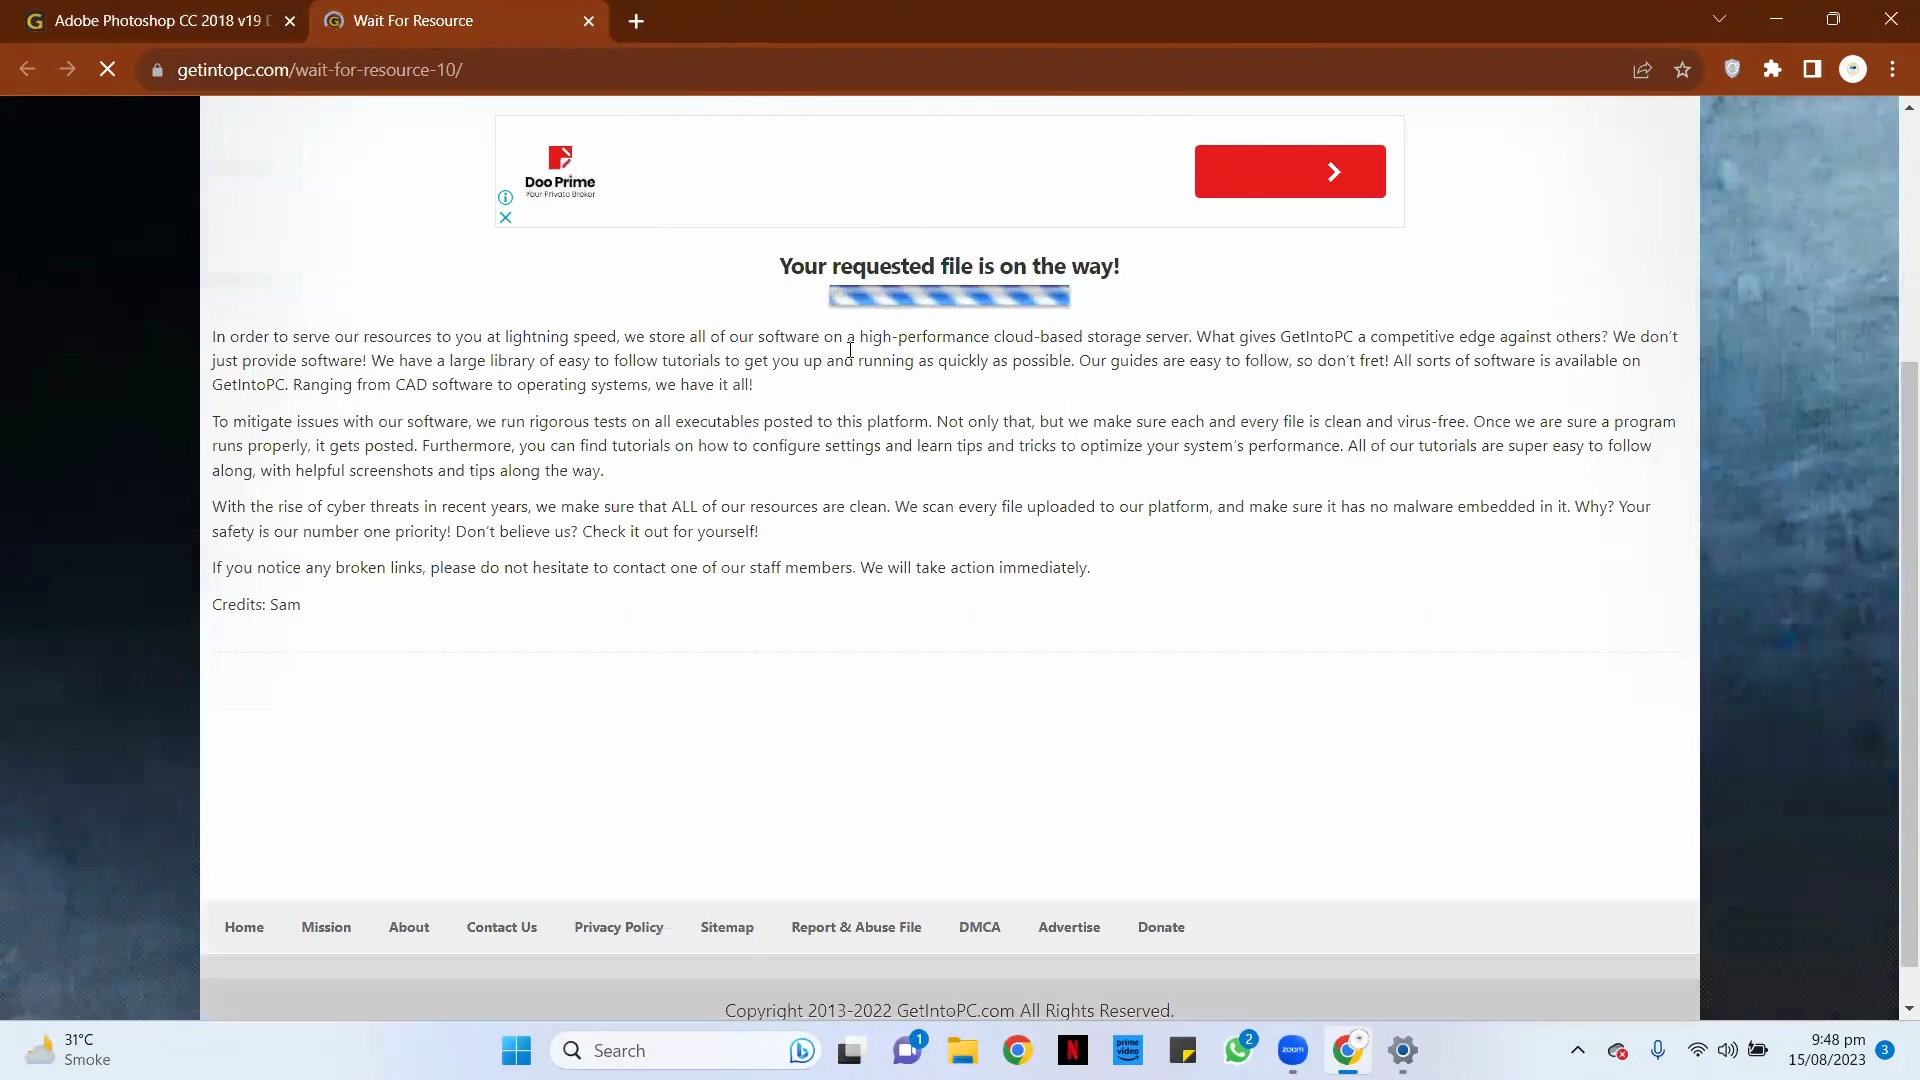 Adobe Photoshop CC 2018 v19 D
Wait For Resource
getintopc.com/wait-for-resource-10/
Doo Prime
Your Private Broker
Your requested file is on the way!
In order to serve our resources to you at lightning speed, we store all of our software on a high-performance cloud-based storage server. What gives GetIntoPC a competitive edge against others? We don't
just provide software! We have a large library of easy to follow tutorials to get you up and running as quickly as possible. Our guides are easy to follow, so don't fret! All sorts of software is available on
GetIntoPC. Ranging from CAD software to operating systems, we have it all!
To mitigate issues with our software, we run rigorous tests on all executables posted to this platform. Not only that, but we make sure each and every file is clean and virus-free. Once we are sure a program
runs properly, it gets posted. Furthermore, you can find tutorials on how to configure settings and learn tips and tricks to optimize your system's performance. All of our tutorials are super easy to follow
along, with helpful screenshots and tips along the way.
With the rise of cyber threats in recent years, we make sure that ALL of our resources are clean. We scan every file uploaded to our platform, and make sure it has no malware embedded in it. Why? Your
safety is our number one priority! Don't believe us? Check it out for yourself!
If you notice any broken links, please do not hesitate to contact one of our staff members. We will take action immediately.
Credits: Sam
Home Mission About Contact Us Privacy Policy Sitemap Report & Abuse File DMCA Advertise Donate
Copyright 2013-2022 GetIntoPC.com All Rights Reserved.
31°C
Smoke
Search
1
N
prime video
2
zoom
9:48 pm
15/08/2023
3